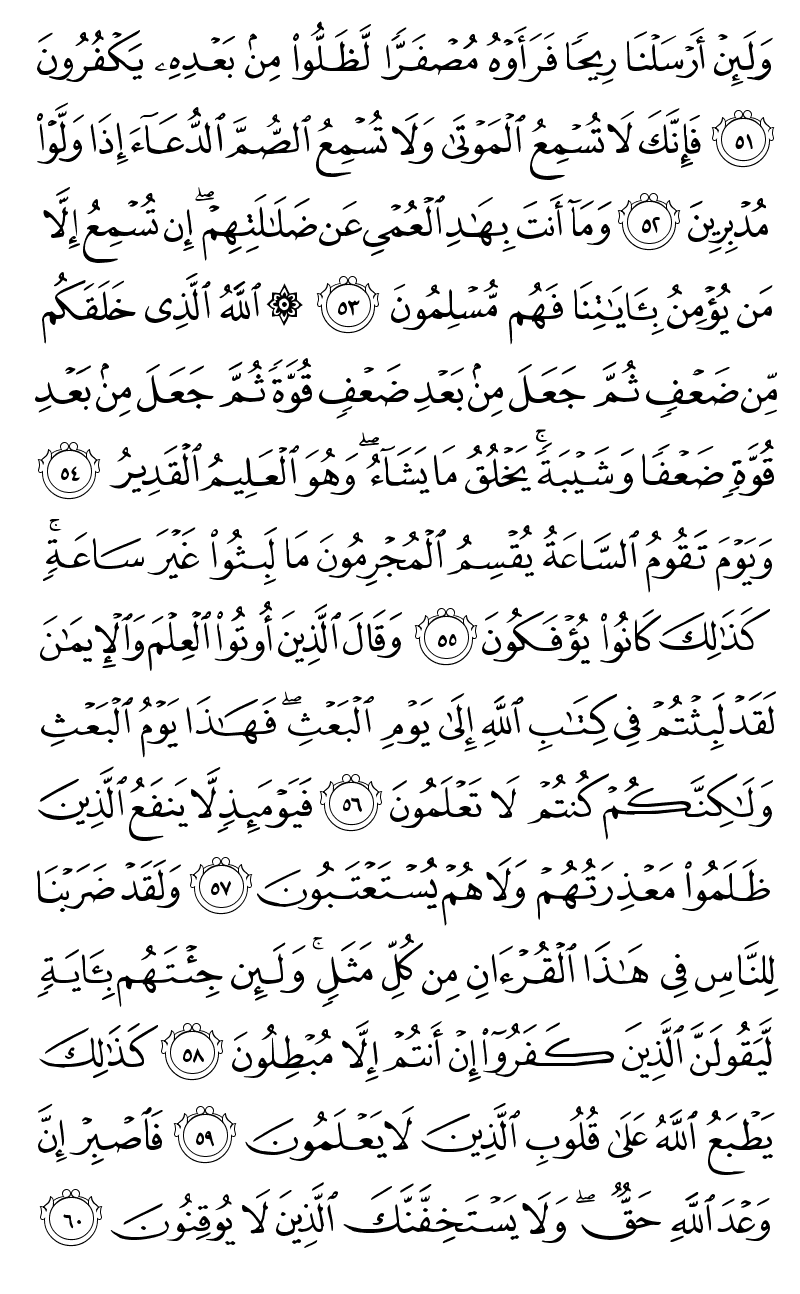 وَلَئِنْ أَرْسَلْنَا رِيحًا فَرَأَوْهُ مُصْفَرًّا لَّظَلُّوا۟ مِنۢ بَعْدِهِۦ يَكْفُرُونَ
۝٥١ فَإِنَّكَ لَا تُسْمِعُ ٱلْمَوْتَىٰ وَلَا تُسْمِعُ ٱلصُّمَّ ٱلدُّعَآءَ إِذَا وَلَّوْا۟
مُدْبِرِينَ ۝٥٢ وَمَآ أَنتَ بِهَـٰدِ ٱلْعُمْىِ عَن ضَلَـٰلَتِهِمْ ۖ إِن تُسْمِعُ إِلَّا
مَن يُؤْمِنُ بِـَٔايَـٰتِنَا فَهُم مُّسْلِمُونَ ۝٥٣ ۞ ٱللَّهُ ٱلَّذِى خَلَقَكُم
مِّن ضَعْفٍ ثُمَّ جَعَلَ مِنۢ بَعْدِ ضَعْفٍ قُوَّةً ثُمَّ جَعَلَ مِنۢ بَعْدِ
قُوَّةٍ ضَعْفًا وَشَيْبَةً ۚ يَخْلُقُ مَا يَشَآءُ ۖ وَهُوَ ٱلْعَلِيمُ ٱلْقَدِيرُ ۝٥٤
وَيَوْمَ تَقُومُ ٱلسَّاعَةُ يُقْسِمُ ٱلْمُجْرِمُونَ مَا لَبِثُوا۟ غَيْرَ سَاعَةٍ ۚ
كَذَٰلِكَ كَانُوا۟ يُؤْفَكُونَ ۝٥٥ وَقَالَ ٱلَّذِينَ أُوتُوا۟ ٱلْعِلْمَ وَٱلْإِيمَـٰنَ
لَقَدْ لَبِثْتُمْ فِى كِتَـٰبِ ٱللَّهِ إِلَىٰ يَوْمِ ٱلْبَعْثِ ۖ فَهَـٰذَا يَوْمُ ٱلْبَعْثِ
وَلَـٰكِنَّكُمْ كُنتُمْ لَا تَعْلَمُونَ ۝٥٦ فَيَوْمَئِذٍ لَّا يَنفَعُ ٱلَّذِينَ
ظَلَمُوا۟ مَعْذِرَتُهُمْ وَلَا هُمْ يُسْتَعْتَبُونَ ۝٥٧ وَلَقَدْ ضَرَبْنَا
لِلنَّاسِ فِى هَـٰذَا ٱلْقُرْءَانِ مِن كُلِّ مَثَلٍ ۚ وَلَئِن جِئْتَهُم بِـَٔايَةٍ
لَّيَقُولَنَّ ٱلَّذِينَ كَفَرُوٓا۟ إِنْ أَنتُمْ إِلَّا مُبْطِلُونَ ۝٥٨ كَذَٰلِكَ
يَطْبَعُ ٱللَّهُ عَلَىٰ قُلُوبِ ٱلَّذِينَ لَا يَعْلَمُونَ ۝٥٩ فَٱصْبِرْ إِنَّ
وَعْدَ ٱللَّهِ حَقٌّ ۖ وَلَا يَسْتَخِفَّنَّكَ ٱلَّذِينَ لَا يُوقِنُونَ ۝٦٠